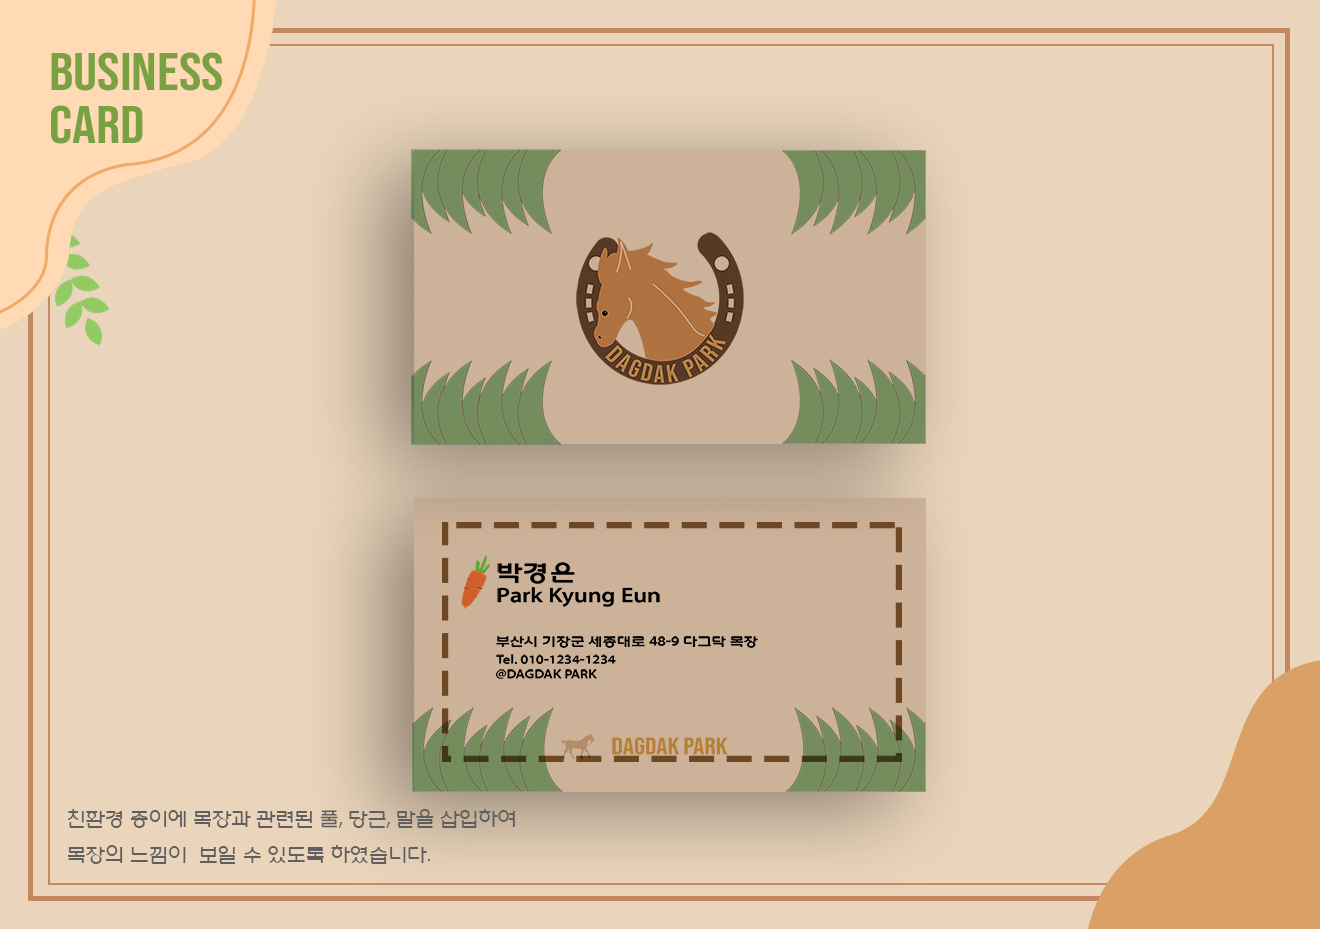 BUSINESS
CARD
DAGDAK PARK
박경은
Park Kyung Eun
부산시 기장군 세종대로 48-9 다그닥 목장
Tel. 010-1234-1234
@DAGDAK PARK
DAGDAK PARK
친환경 종이에 목장과 관련된 풀, 당근, 말을 삽입하여
목장의 느낌이 보일 수 있도록 하였습니다.